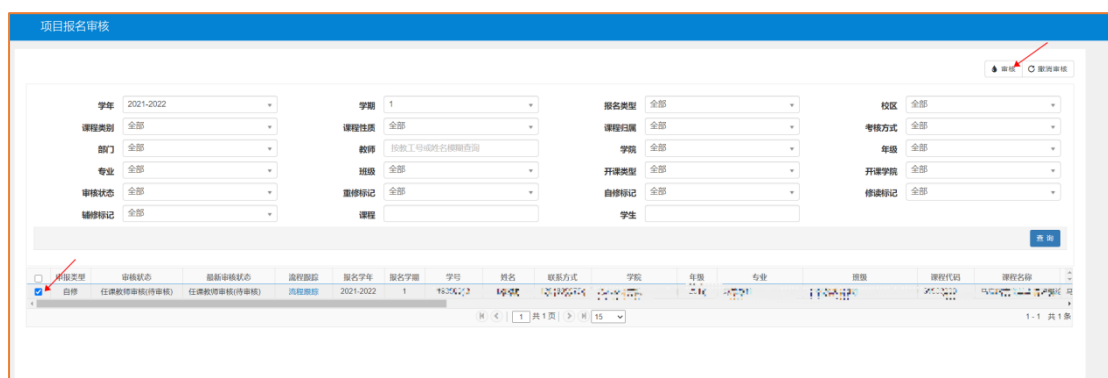 项目报名审核
审核 撤消审核
学年 2021-2022 学期 1 报名类型 全部 校区 全部
课程类别 全部 课程性质 全部 课程归属 全部 考核方式 全部
部门 全部 教师 按教工号或姓名模糊查询 学院 全部 年级 全部
专业 全部 班级 全部 开课类型 全部 开课学院 全部
审核状态 全部 重修标记 全部 自修标记 全部 修读标记 全部
辅修标记 全部 课程 学生
查 询
申报类型 审核状态 最新审核状态 流程跟踪 报名学年 报名学期 学号 姓名 联系方式 学院 年级 专业 班级 课程代码 课程名称
自修 任课教师审核(待审核) 任课教师审核(待审核) 流程跟踪 2021-2022 1
1 共 1 页 15 1 - 1 共 1 条